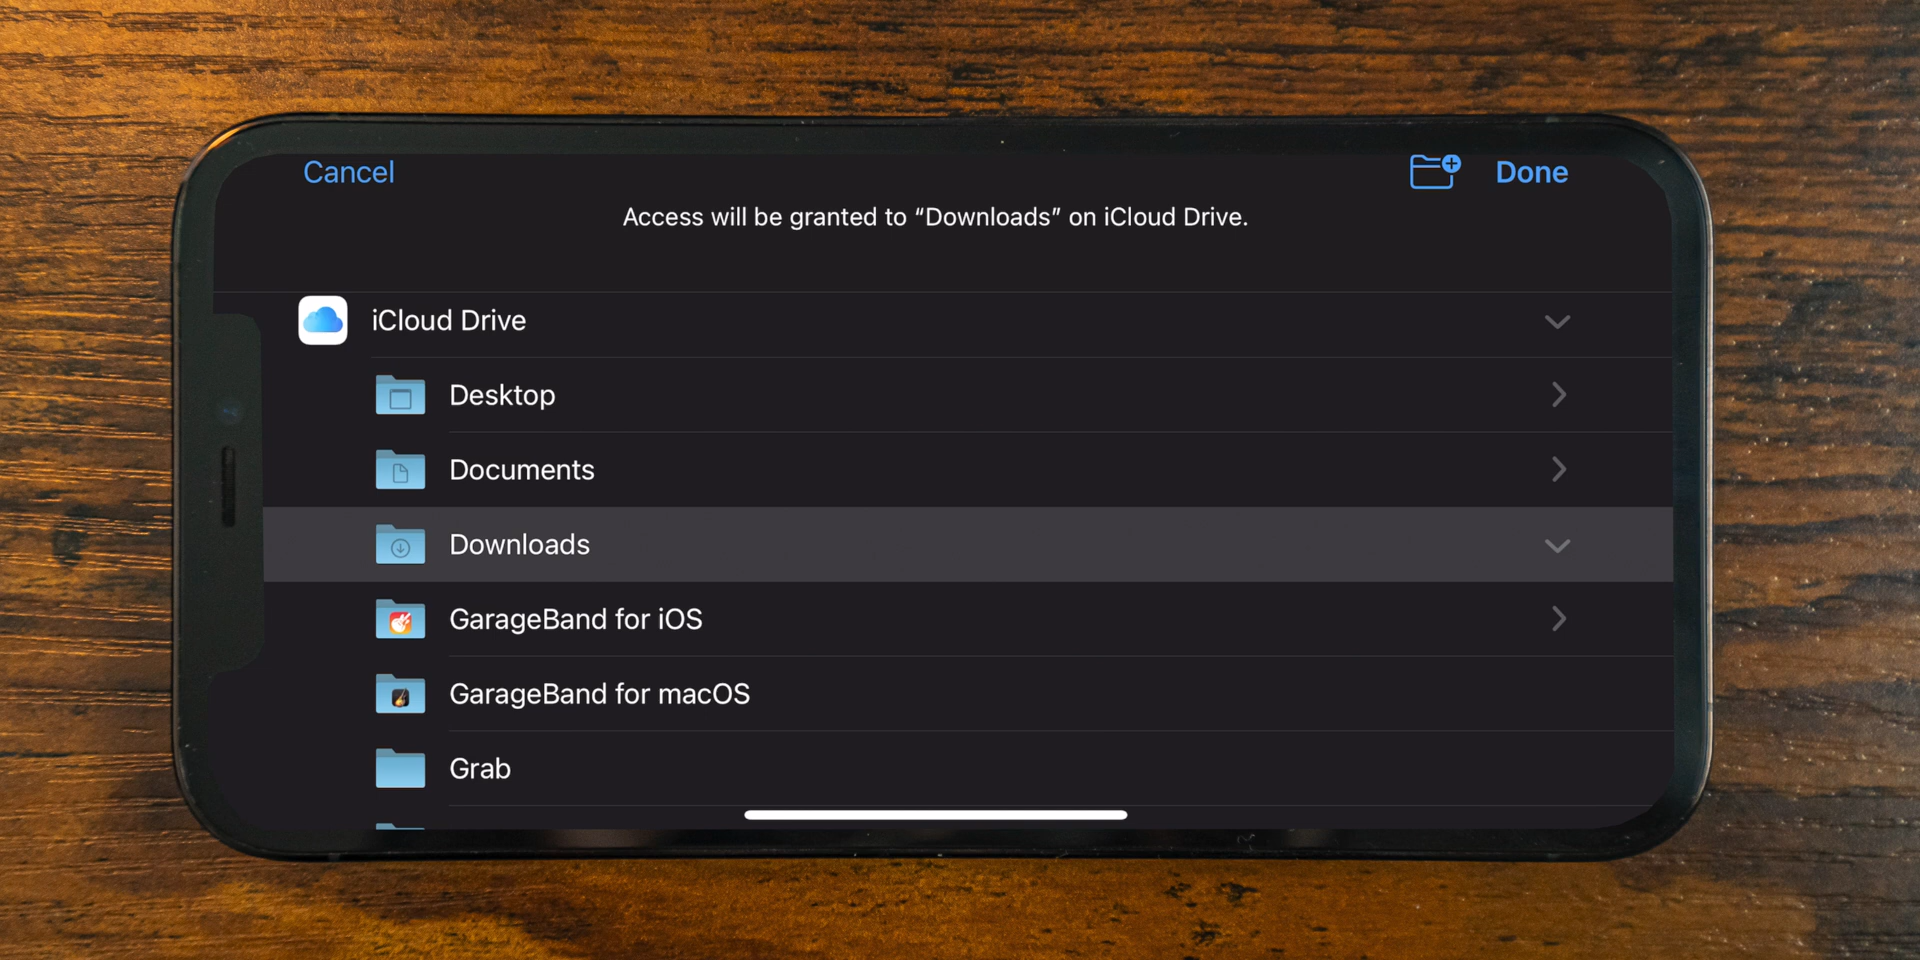 Cancel
Done
Access will be granted to “Downloads” on iCloud Drive.
iCloud Drive
Desktop
Documents
Downloads
GarageBand for iOS
GarageBand for macOS
Grab